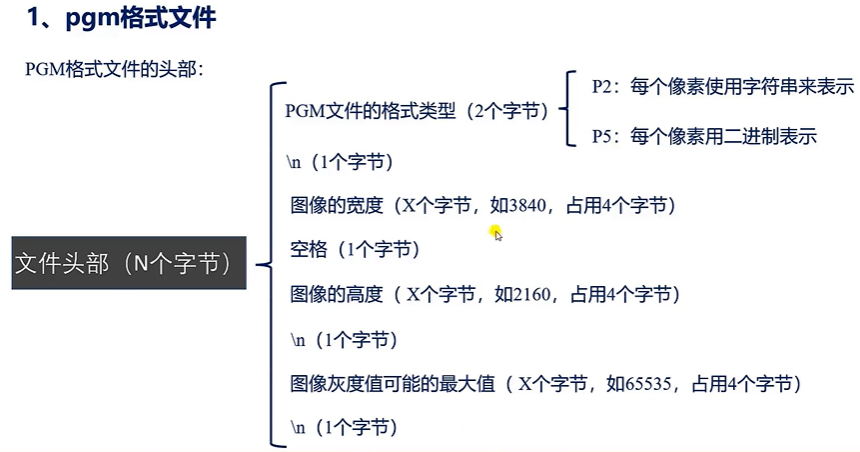 1、pgm格式文件
PGM格式文件的头部：
P2：每个像素使用字符串来表示
PGM文件的格式类型（2个字节）
P5：每个像素用二进制表示
\n（1个字节）
图像的宽度（X个字节，如3840，占用4个字节）
空格（1个字节）
文件头部（N个字节）
图像的高度（ X个字节，如2160，占用4个字节）
\n（1个字节）
图像灰度值可能的最大值（ X个字节，如65535，占用4个字节）
\n（1个字节）